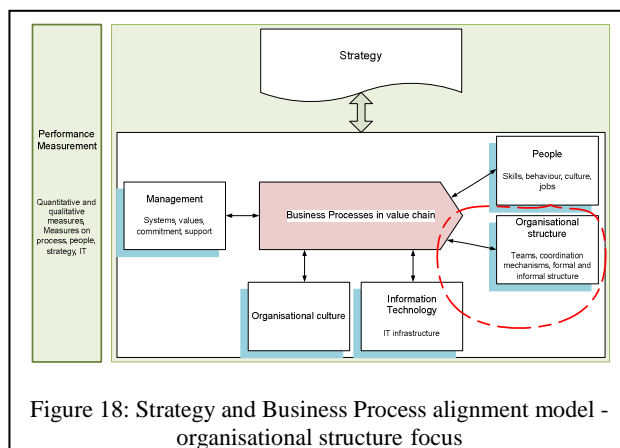 Strategy
Performance
Measurement
Quantitative and
qualitative
measures,
Measures on
process, people,
strategy, IT
Management
Systems, values,
commitment, support
Business Processes in value chain
People
Skills, behaviour, culture,
jobs
Organisational
structure
Teams, coordination
mechanisms, formal and
informal structure
Organisational culture
Information
Technology
IT infrastructure
Figure 18: Strategy and Business Process alignment model -
organisational structure focus